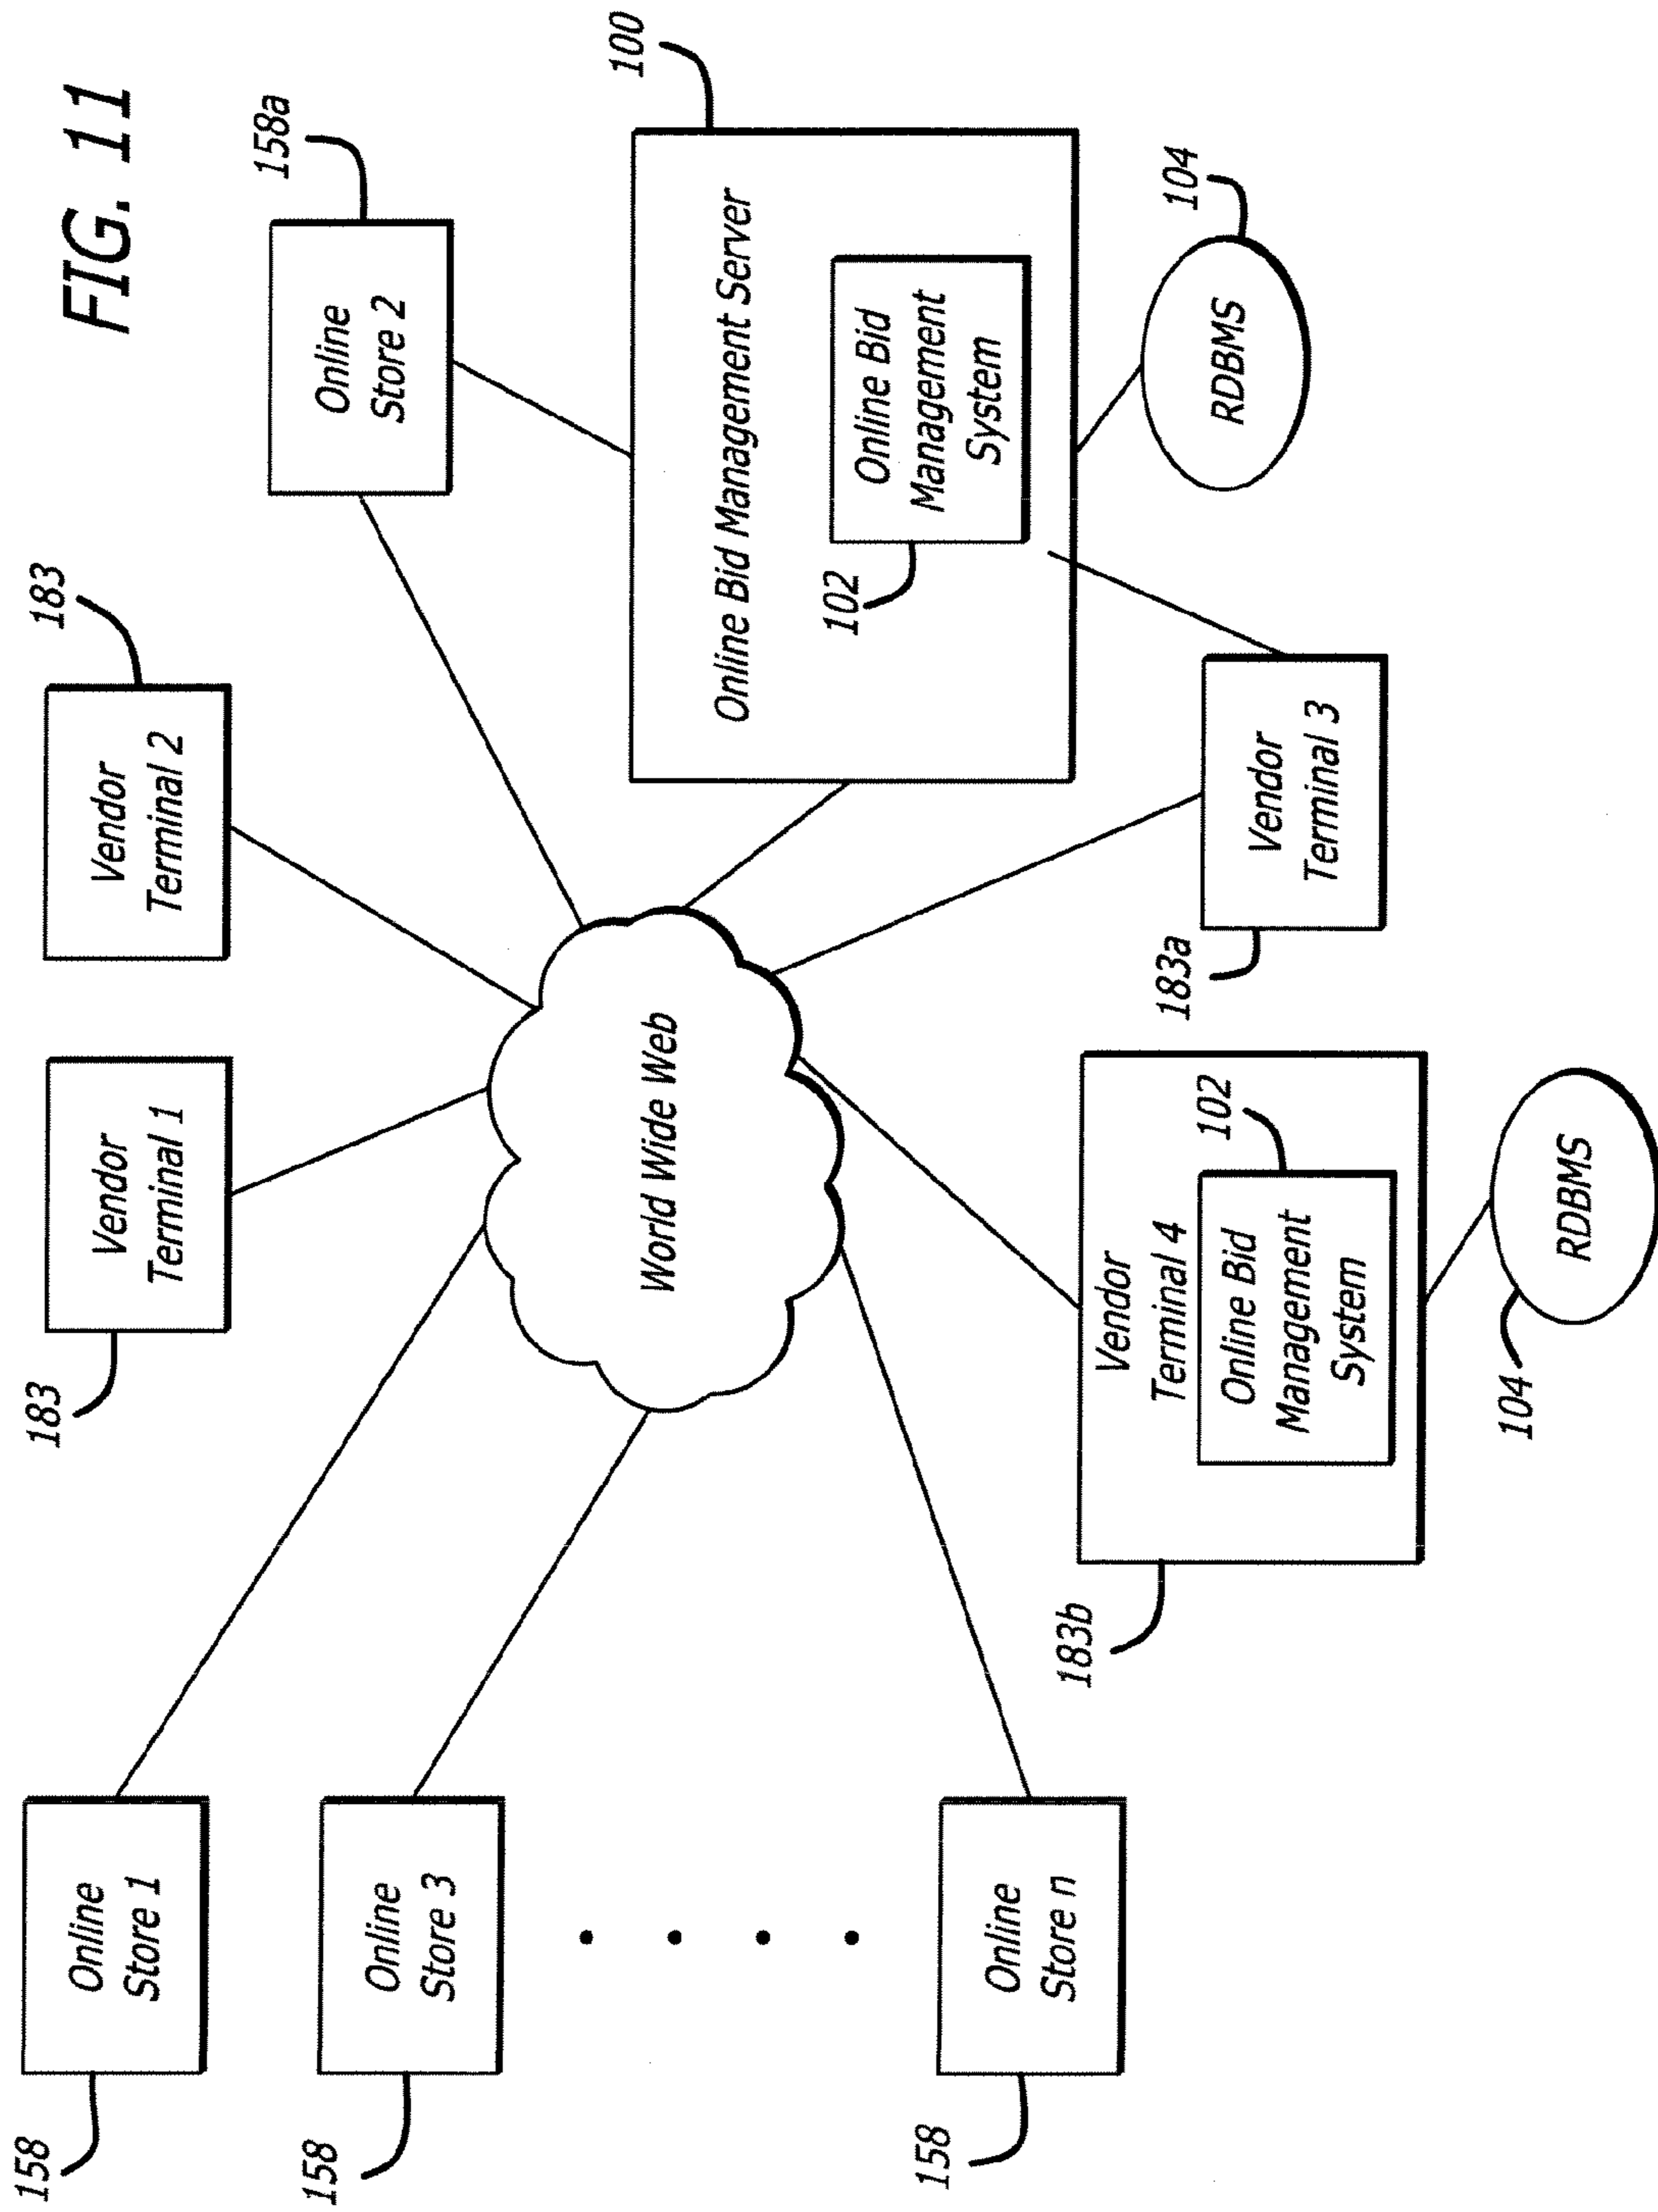 FIG. 11
158
Online
Store 1
183
Vendor
Terminal 1
183
Vendor
Terminal 2
158a
Online
Store 2
158
Online
Store 3
World Wide Web
100
Online Bid Management Server
102
Online Bid
Management
System
104
RDBMS
158
Online
Store n
183b
Vendor
Terminal 4
102
Online Bid
Management
System
104
RDBMS
183a
Vendor
Terminal 3